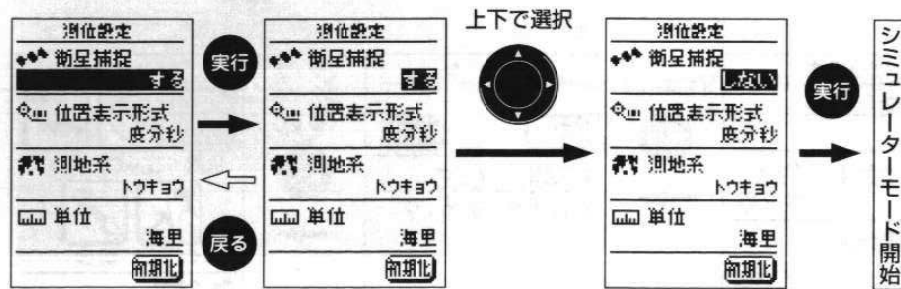 測位設定
衛星捕捉
する
位置表示形式
度分秒
測地系
トウキョウ
単位
海里
初期化
実行
戻る
測位設定
衛星捕捉
する
位置表示形式
度分秒
測地系
トウキョウ
単位
海里
初期化
上下で選択
測位設定
衛星捕捉
しない
位置表示形式
度分秒
測地系
トウキョウ
単位
海里
初期化
実行
シミュレーターモード開始